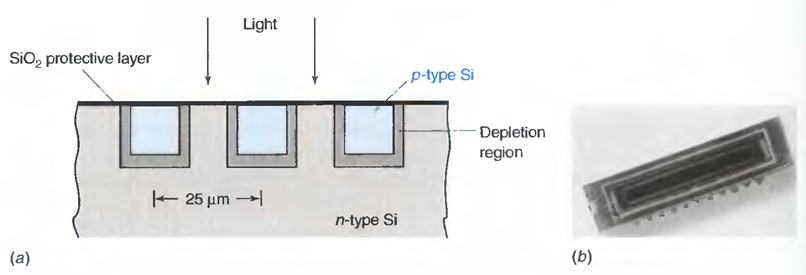 Light
SiO₂ protective layer
p-type Si
Depletion
region
25 μm
n-type Si
(a)
(b)